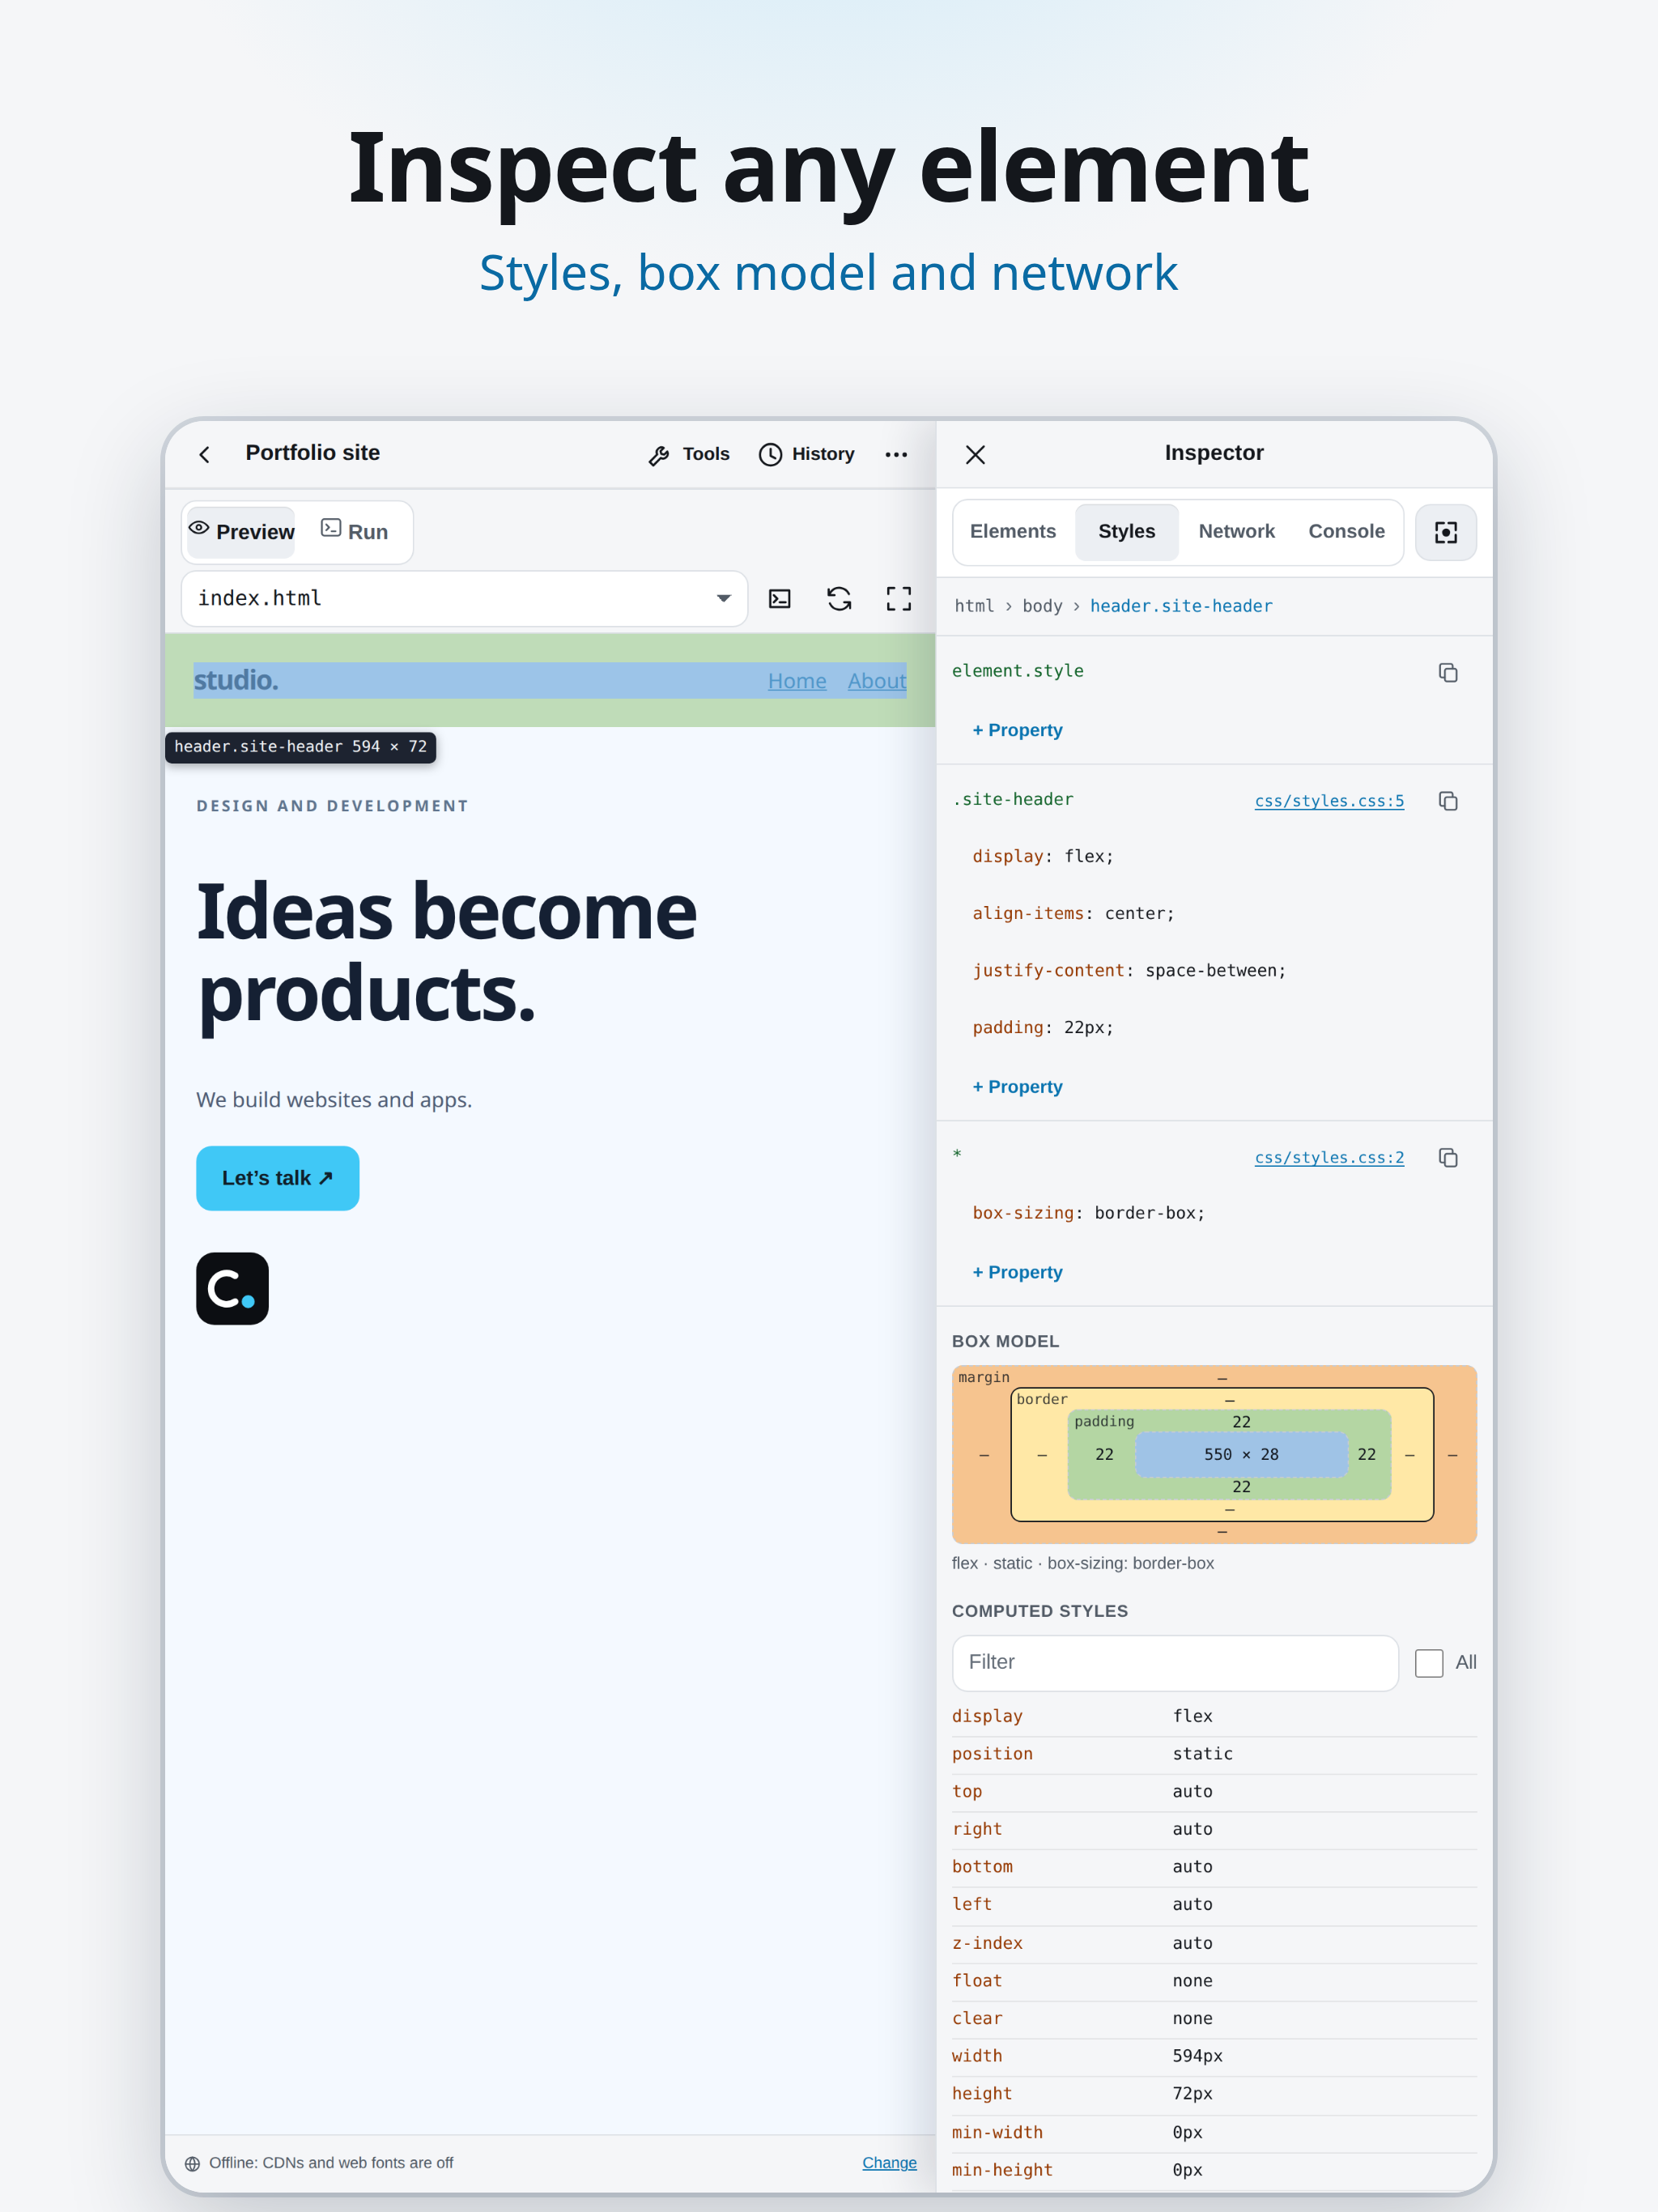 Inspect any element
Styles, box model and network
Portfolio site
Tools
History
Preview
Run
index.html
studio.
Home
About
header.site-header 594 × 72
DESIGN AND DEVELOPMENT
Ideas become
products.
We build websites and apps.
Let’s talk ↗
C.
Offline: CDNs and web fonts are off
Change
Inspector
Elements
Styles
Network
Console
html › body › header.site-header
element.style
+ Property
.site-header
css/styles.css:5
display: flex;
align-items: center;
justify-content: space-between;
padding: 22px;
+ Property
*
css/styles.css:2
box-sizing: border-box;
+ Property
BOX MODEL
margin
–
border
–
padding
22
–
–
22
550 × 28
22
–
–
22
–
–
flex · static · box-sizing: border-box
COMPUTED STYLES
Filter
All
display flex
position static
top auto
right auto
bottom auto
left auto
z-index auto
float none
clear none
width 594px
height 72px
min-width 0px
min-height 0px